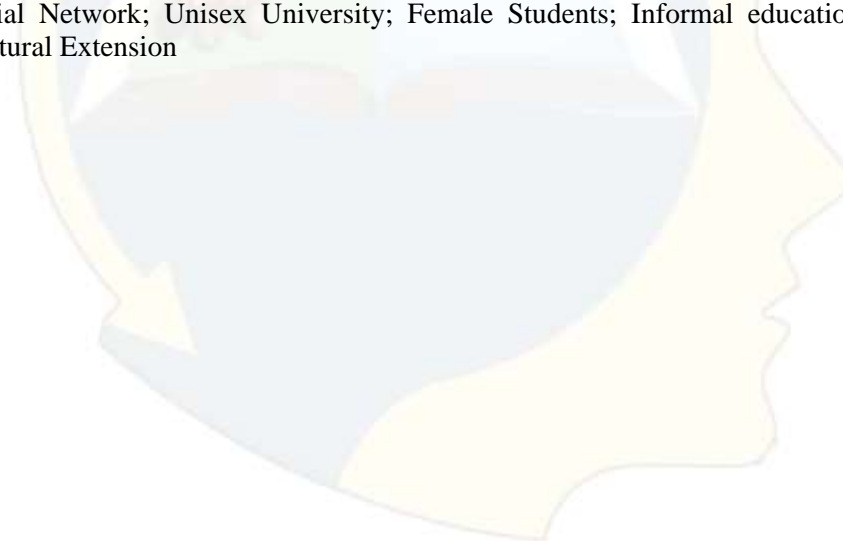 ial Network; Unisex University; Female Students; Informal educatio
tural Extension